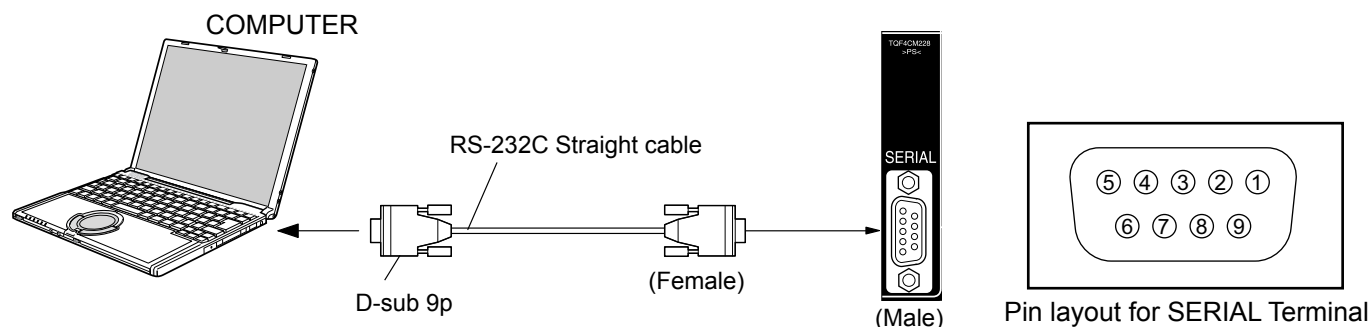 COMPUTER
RS-232C Straight cable
D-sub 9p
(Female)
TQF4CM228
>PS<
SERIAL
(Male)
5 4 3 2 1
6 7 8 9
Pin layout for SERIAL Terminal